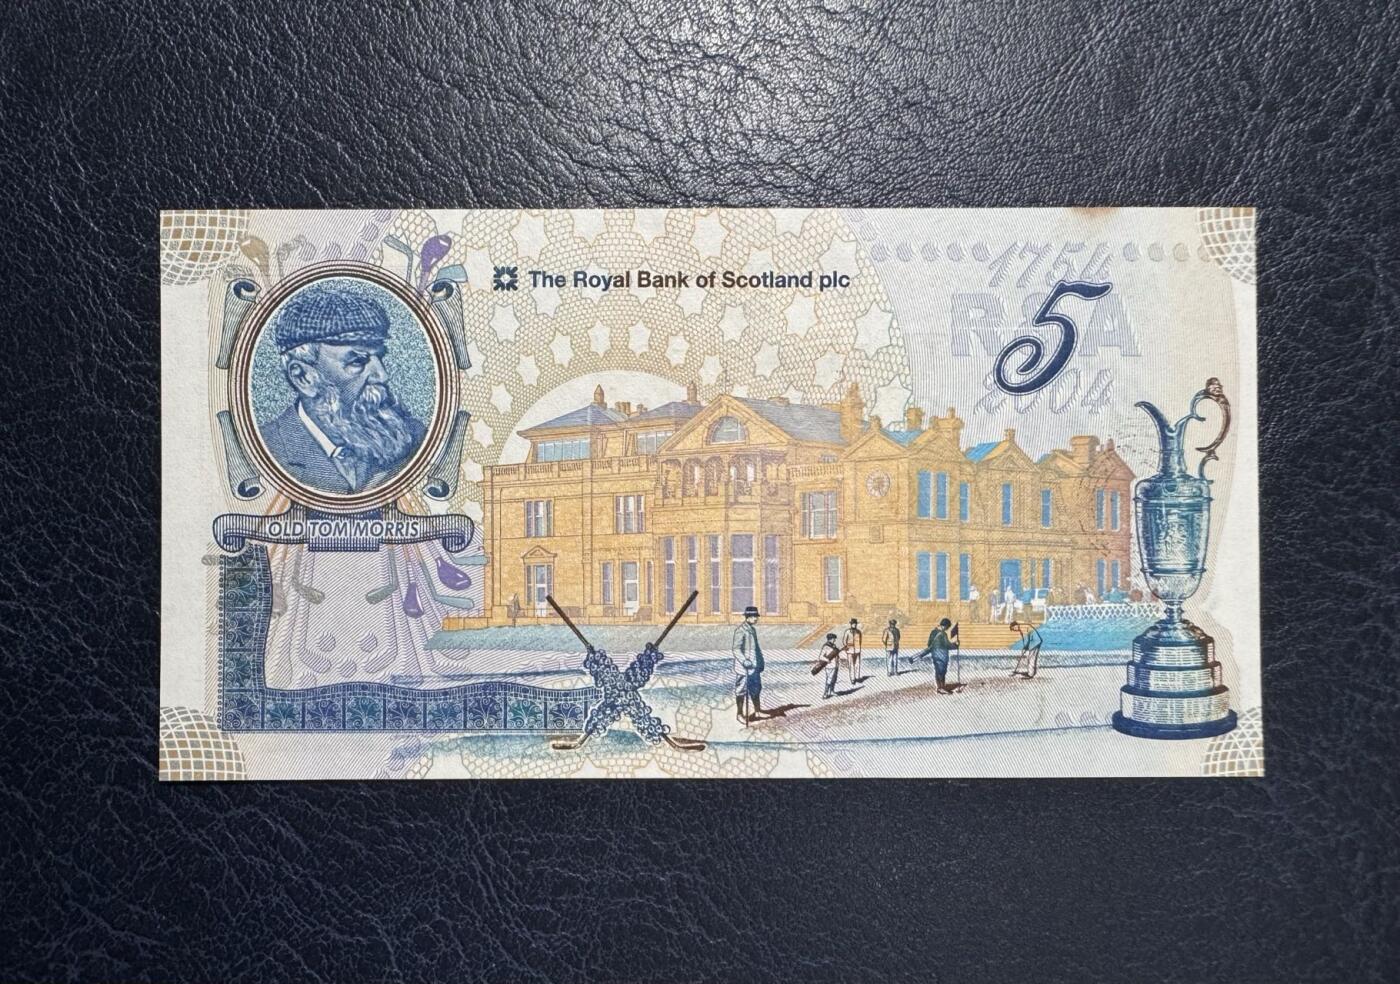 The Royal Bank of Scotland plc
1754
R&A
5
2004
OLD TOM MORRIS